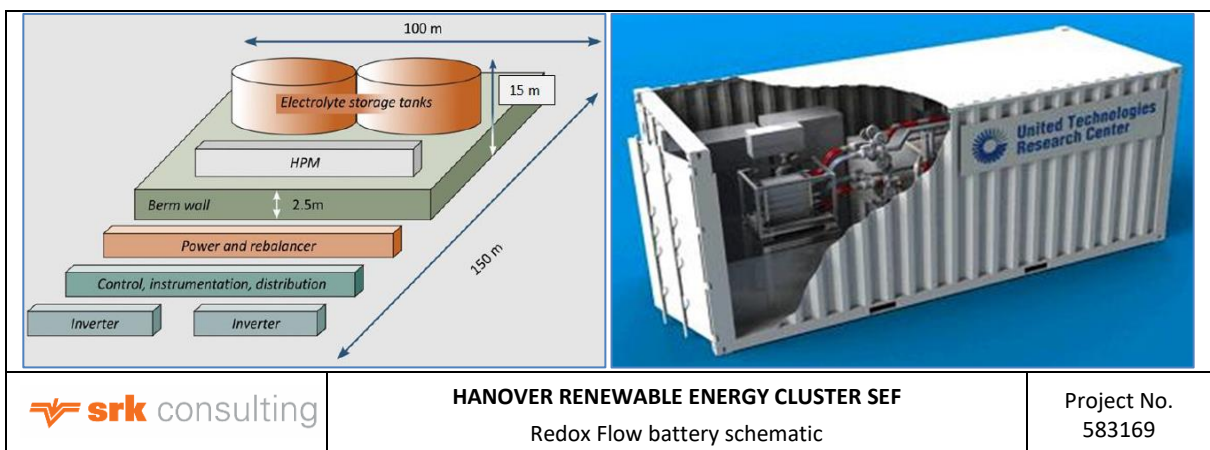 100 m
15 m
Electrolyte storage tanks
HPM
Berm wall
2.5m
Power and rebalancer
150 m
Control, instrumentation, distribution
Inverter
Inverter
United Technologies
Research Center
srk consulting
HANOVER RENEWABLE ENERGY CLUSTER SEF
Redox Flow battery schematic
Project No.
583169